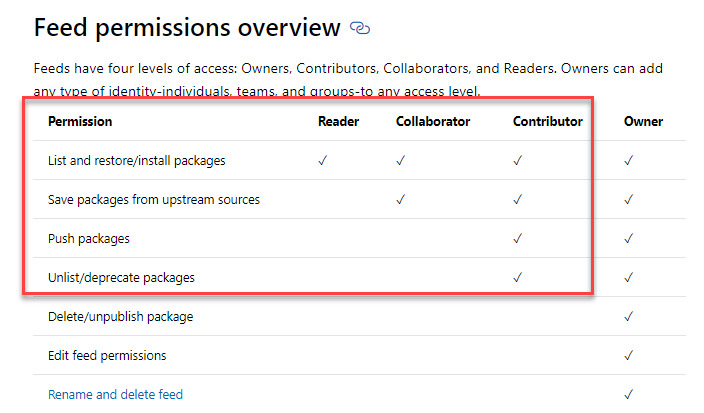 Feed permissions overview
Feeds have four levels of access: Owners, Contributors, Collaborators, and Readers. Owners can add
any type of identity-individuals, teams, and groups-to any access level.
Permission Reader Collaborator Contributor Owner
List and restore/install packages ✓ ✓ ✓ ✓
Save packages from upstream sources ✓ ✓ ✓
Push packages ✓ ✓
Unlist/deprecate packages ✓ ✓
Delete/unpublish package ✓
Edit feed permissions ✓
Rename and delete feed ✓